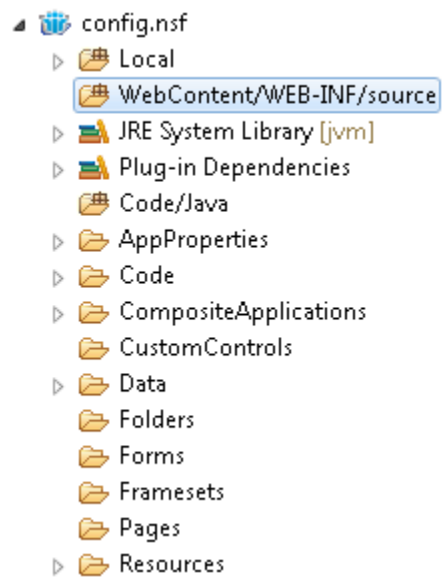 config.nsf
Local
WebContent/WEB-INF/source
JRE System Library [jvm]
Plug-in Dependencies
Code/Java
AppProperties
Code
CompositeApplications
CustomControls
Data
Folders
Forms
Framesets
Pages
Resources